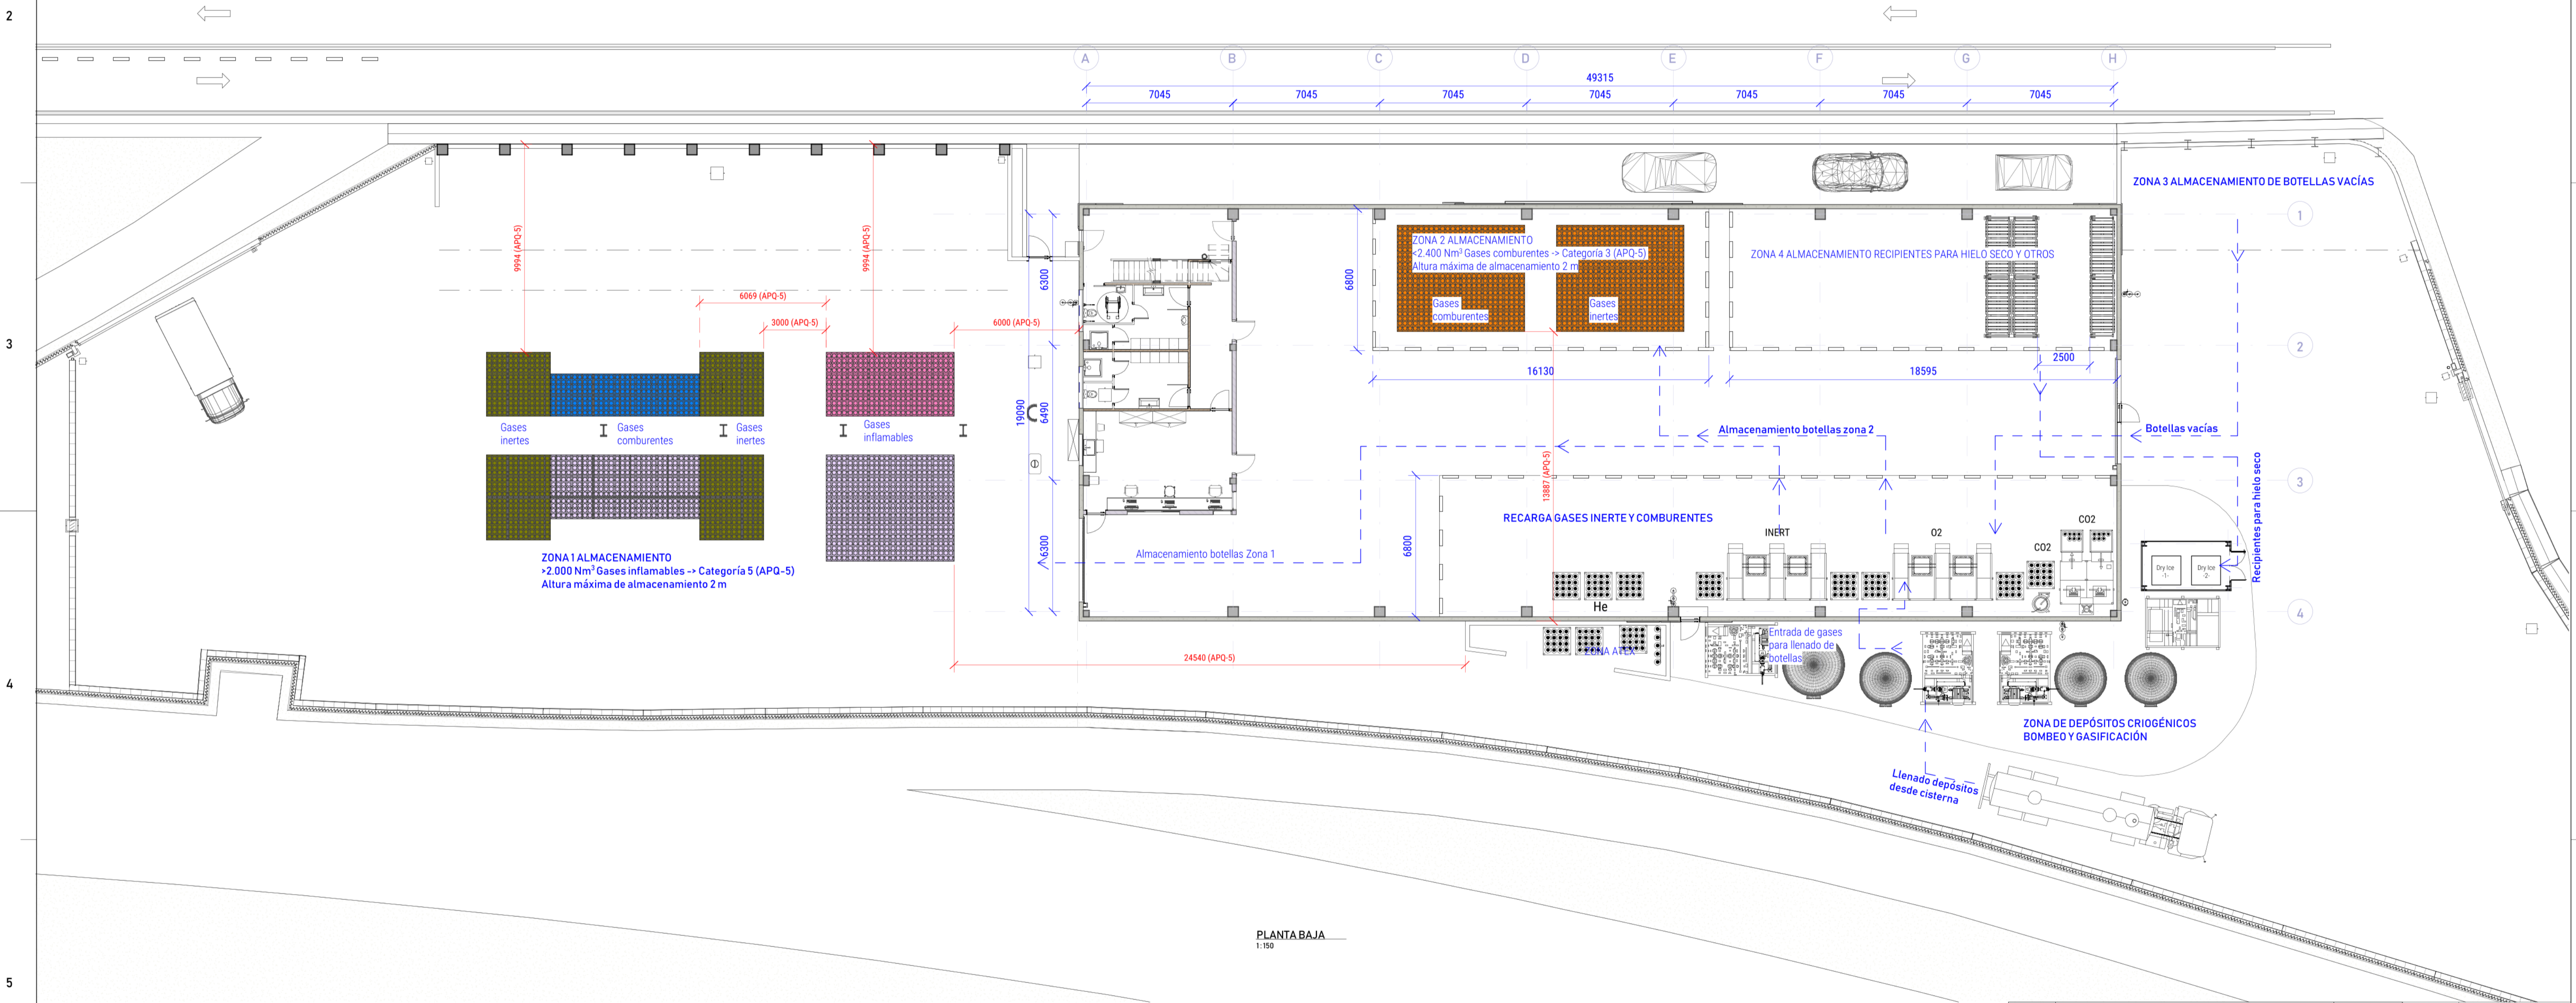 2
3
4
5
A
B
C
D
E
F
G
H
49315
7045
7045
7045
7045
7045
7045
7045
1
2
3
4
ZONA 3 ALMACENAMIENTO DE BOTELLAS VACÍAS
9994 (APQ-5)
9994 (APQ-5)
6069 (APQ-5)
3000 (APQ-5)
6000 (APQ-5)
6300
19090
6490
6300
6800
ZONA 2 ALMACENAMIENTO
<2.400 Nm³ Gases comburentes -> Categoría 3 (APQ-5)
Altura máxima de almacenamiento 2 m
Gases
comburentes
Gases
inertes
ZONA 4 ALMACENAMIENTO RECIPIENTES PARA HIELO SECO Y OTROS
16130
18595
2500
Gases
inertes
Gases
comburentes
Gases
inertes
Gases
inflamables
Almacenamiento botellas zona 2
Botellas vacías
13887 (APQ-5)
Recipientes para hielo seco
RECARGA GASES INERTE Y COMBURENTES
6800
INERT
O2
CO2
CO2
Almacenamiento botellas Zona 1
ZONA 1 ALMACENAMIENTO
>2.000 Nm³ Gases inflamables -> Categoría 5 (APQ-5)
Altura máxima de almacenamiento 2 m
Dry Ice
-1-
Dry Ice
-2-
He
ZONA ATEX
Entrada de gases
para llenado de
botellas
24540 (APQ-5)
ZONA DE DEPÓSITOS CRIOGÉNICOS
BOMBEO Y GASIFICACIÓN
Llenado depósitos
desde cisterna
PLANTA BAJA
1:150